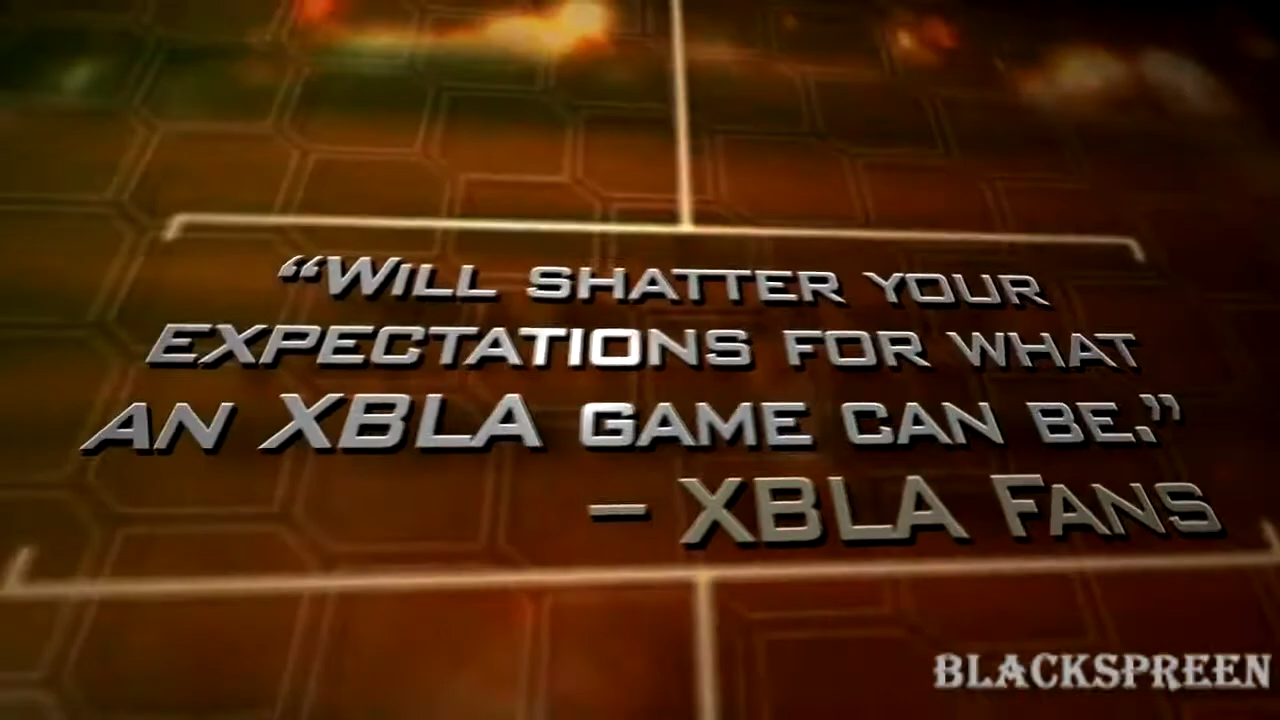 “WILL SHATTER YOUR
EXPECTATIONS FOR WHAT
AN XBLA GAME CAN BE.”
– XBLA FANS
BLACKSPREEN